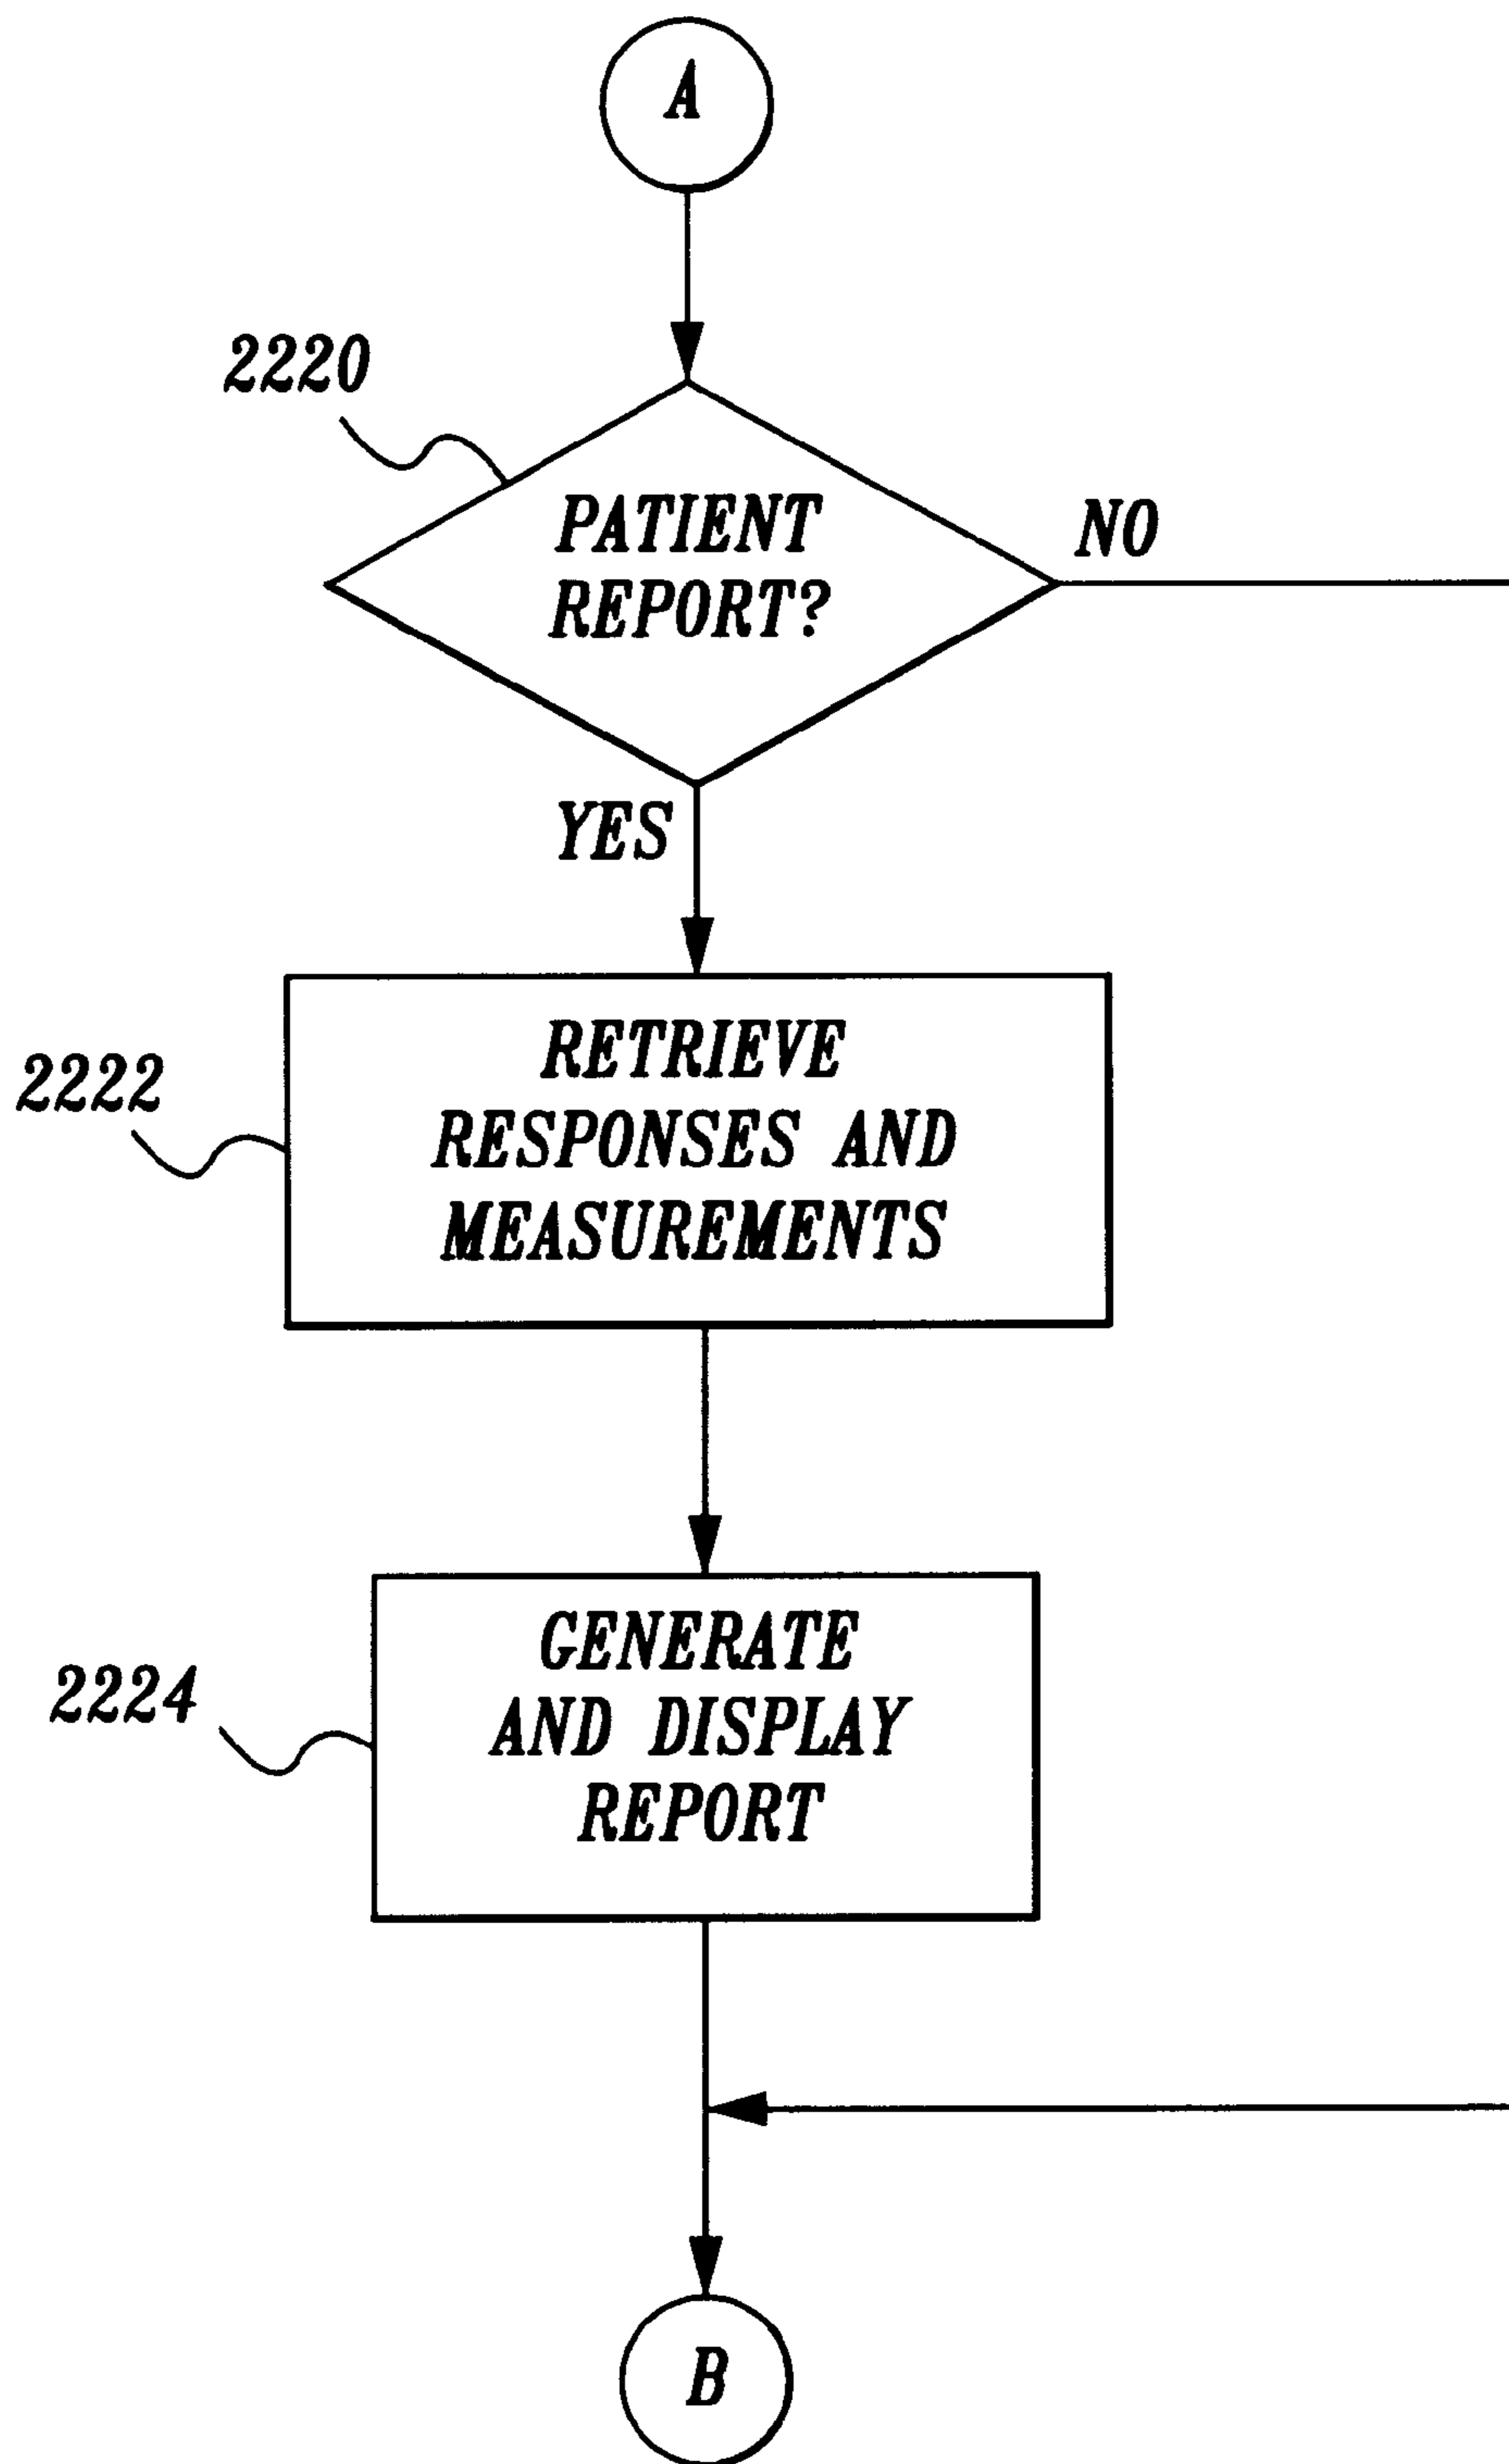 A
2220
PATIENT
REPORT?
NO
YES
2222
RETRIEVE
RESPONSES AND
MEASUREMENTS
2224
GENERATE
AND DISPLAY
REPORT
B